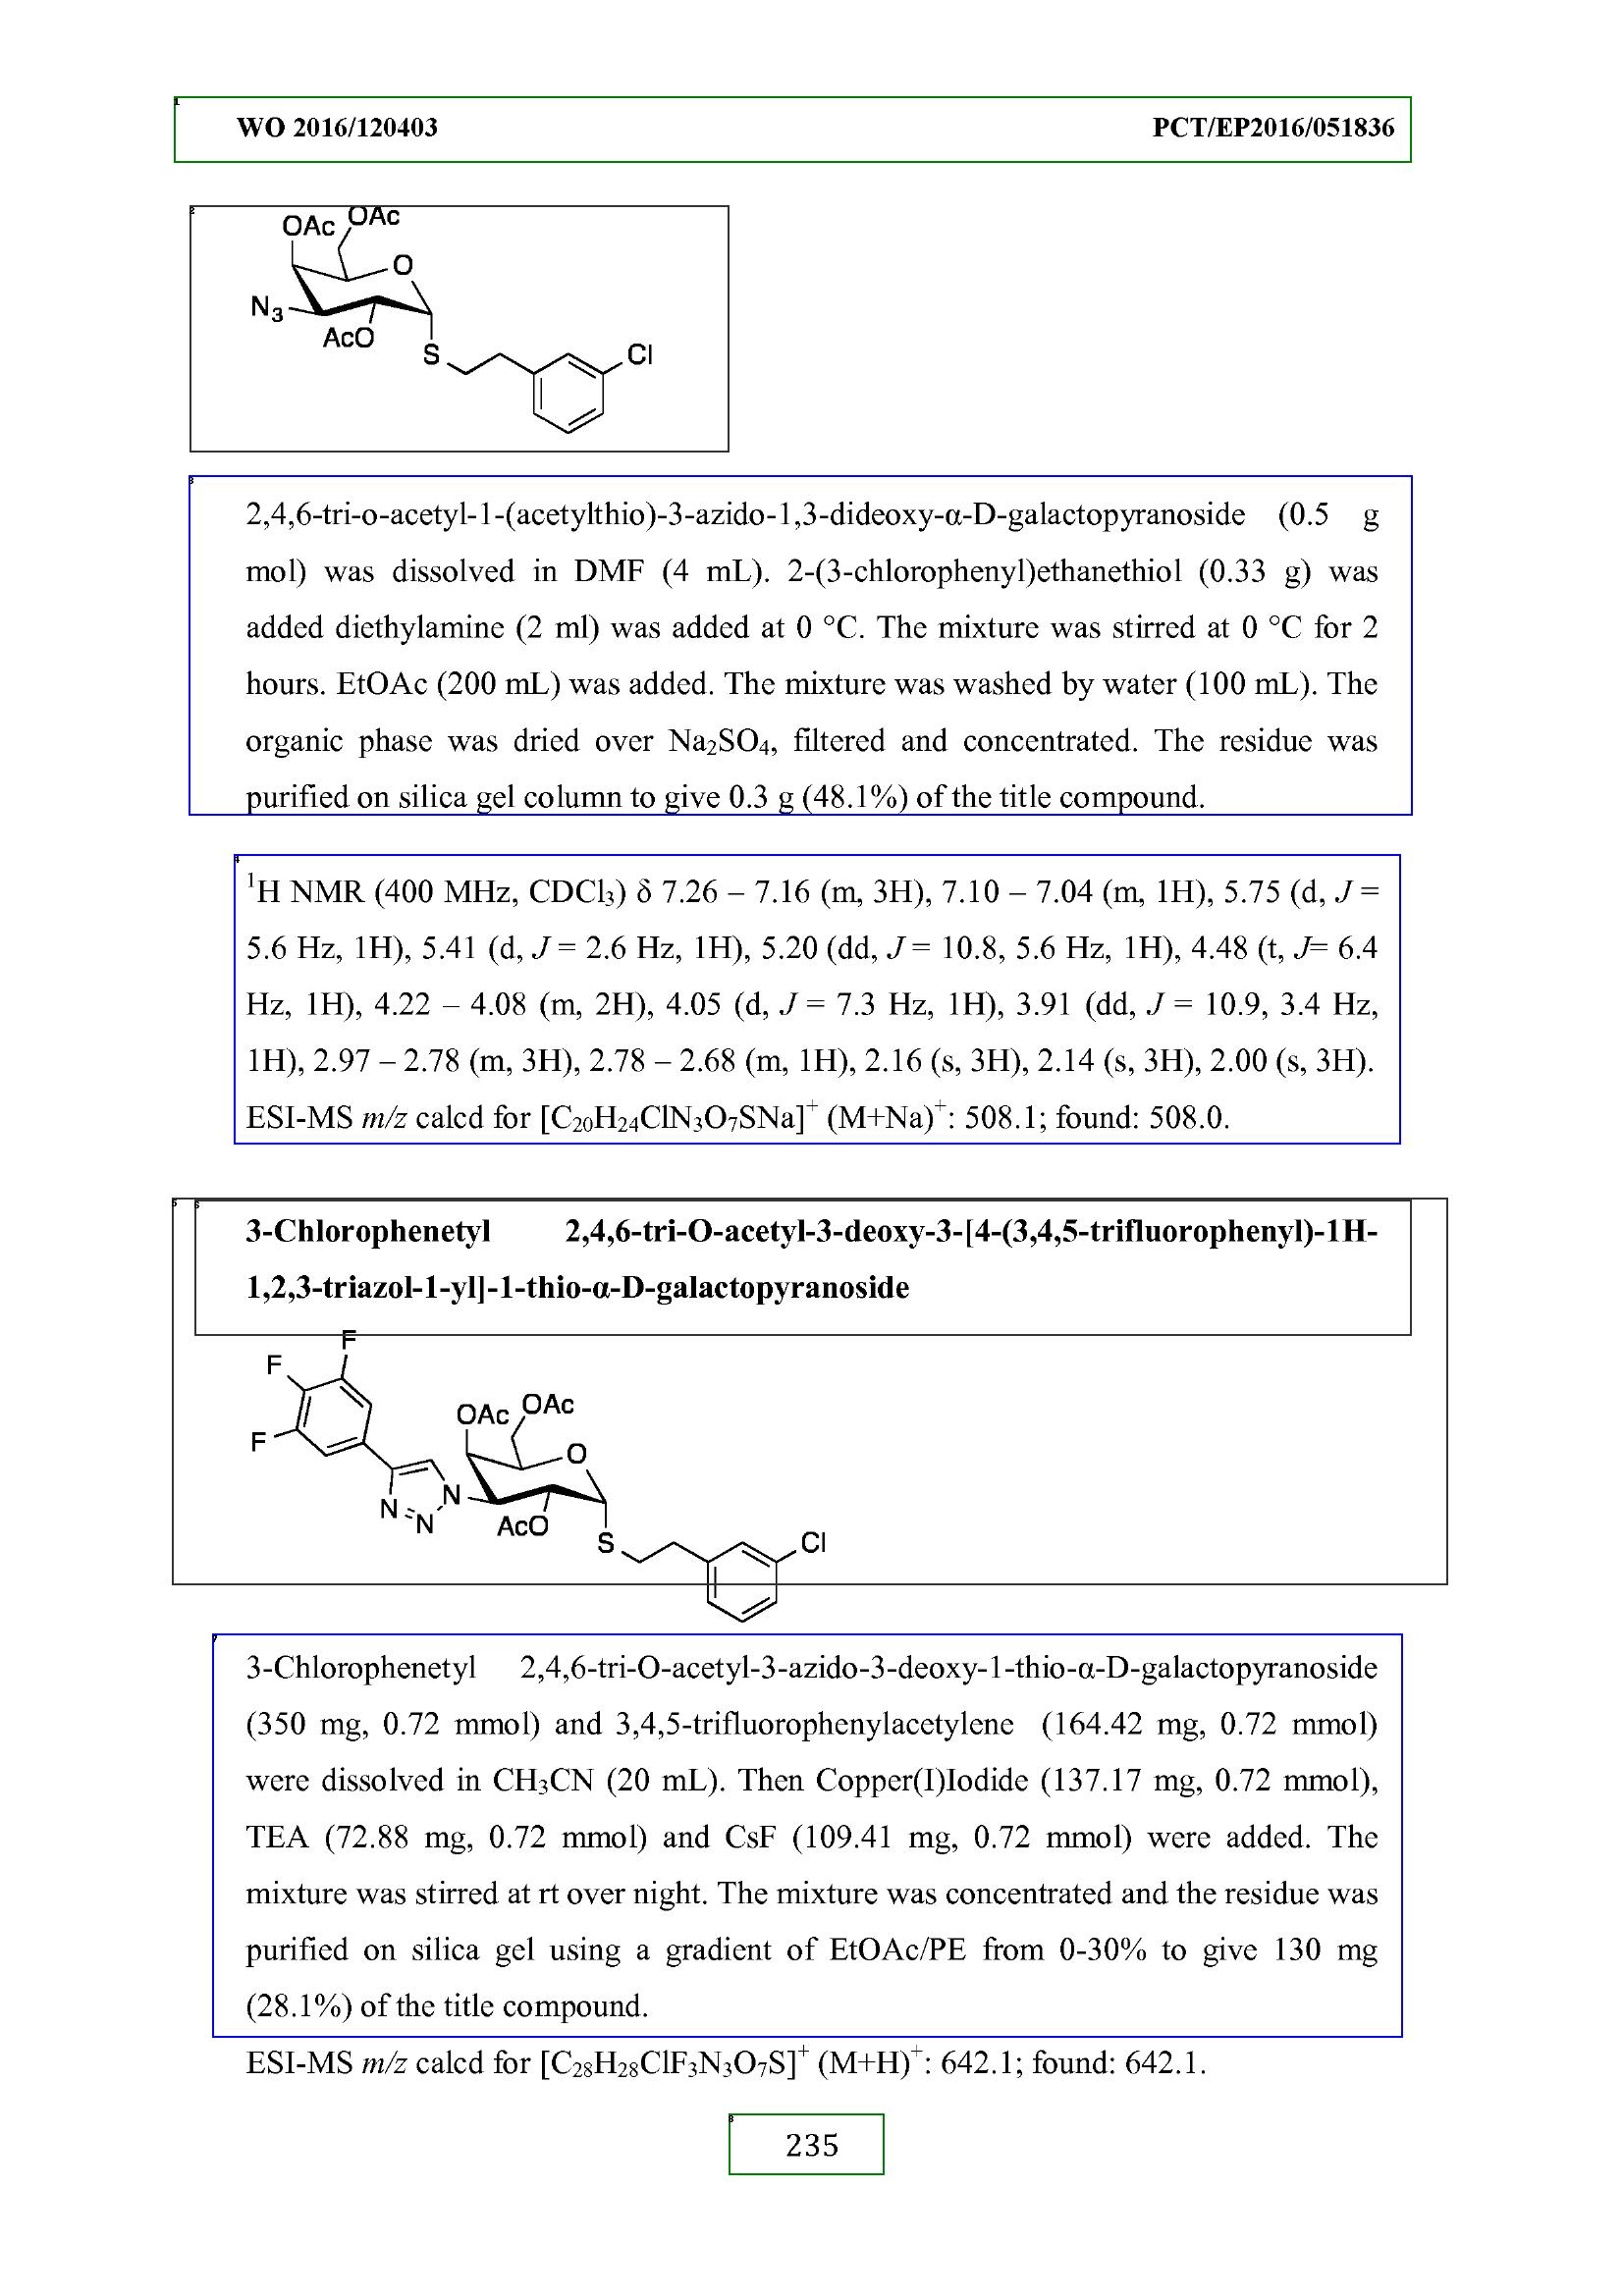 WO 2016/120403 PCT/EP2016/051836
OAc OAc
O
N3
AcO
S
Cl
2,4,6-tri-o-acetyl-1-(acetylthio)-3-azido-1,3-dideoxy-α-D-galactopyranoside (0.5 g
mol) was dissolved in DMF (4 mL). 2-(3-chlorophenyl)ethanethiol (0.33 g) was
added diethylamine (2 ml) was added at 0 °C. The mixture was stirred at 0 °C for 2
hours. EtOAc (200 mL) was added. The mixture was washed by water (100 mL). The
organic phase was dried over Na2SO4, filtered and concentrated. The residue was
purified on silica gel column to give 0.3 g (48.1%) of the title compound.
1H NMR (400 MHz, CDCl3) δ 7.26 – 7.16 (m, 3H), 7.10 – 7.04 (m, 1H), 5.75 (d, J =
5.6 Hz, 1H), 5.41 (d, J = 2.6 Hz, 1H), 5.20 (dd, J = 10.8, 5.6 Hz, 1H), 4.48 (t, J= 6.4
Hz, 1H), 4.22 – 4.08 (m, 2H), 4.05 (d, J = 7.3 Hz, 1H), 3.91 (dd, J = 10.9, 3.4 Hz,
1H), 2.97 – 2.78 (m, 3H), 2.78 – 2.68 (m, 1H), 2.16 (s, 3H), 2.14 (s, 3H), 2.00 (s, 3H).
ESI-MS m/z calcd for [C20H24ClN3O7SNa]+ (M+Na)+: 508.1; found: 508.0.
3-Chlorophenetyl 2,4,6-tri-O-acetyl-3-deoxy-3-[4-(3,4,5-trifluorophenyl)-1H-
1,2,3-triazol-1-yl]-1-thio-α-D-galactopyranoside
F
F
OAc OAc
F
O
N N N
AcO
S
Cl
3-Chlorophenetyl 2,4,6-tri-O-acetyl-3-azido-3-deoxy-1-thio-α-D-galactopyranoside
(350 mg, 0.72 mmol) and 3,4,5-trifluorophenylacetylene (164.42 mg, 0.72 mmol)
were dissolved in CH3CN (20 mL). Then Copper(I)Iodide (137.17 mg, 0.72 mmol),
TEA (72.88 mg, 0.72 mmol) and CsF (109.41 mg, 0.72 mmol) were added. The
mixture was stirred at rt over night. The mixture was concentrated and the residue was
purified on silica gel using a gradient of EtOAc/PE from 0-30% to give 130 mg
(28.1%) of the title compound.
ESI-MS m/z calcd for [C28H28ClF3N3O7S]+ (M+H)+: 642.1; found: 642.1.
235